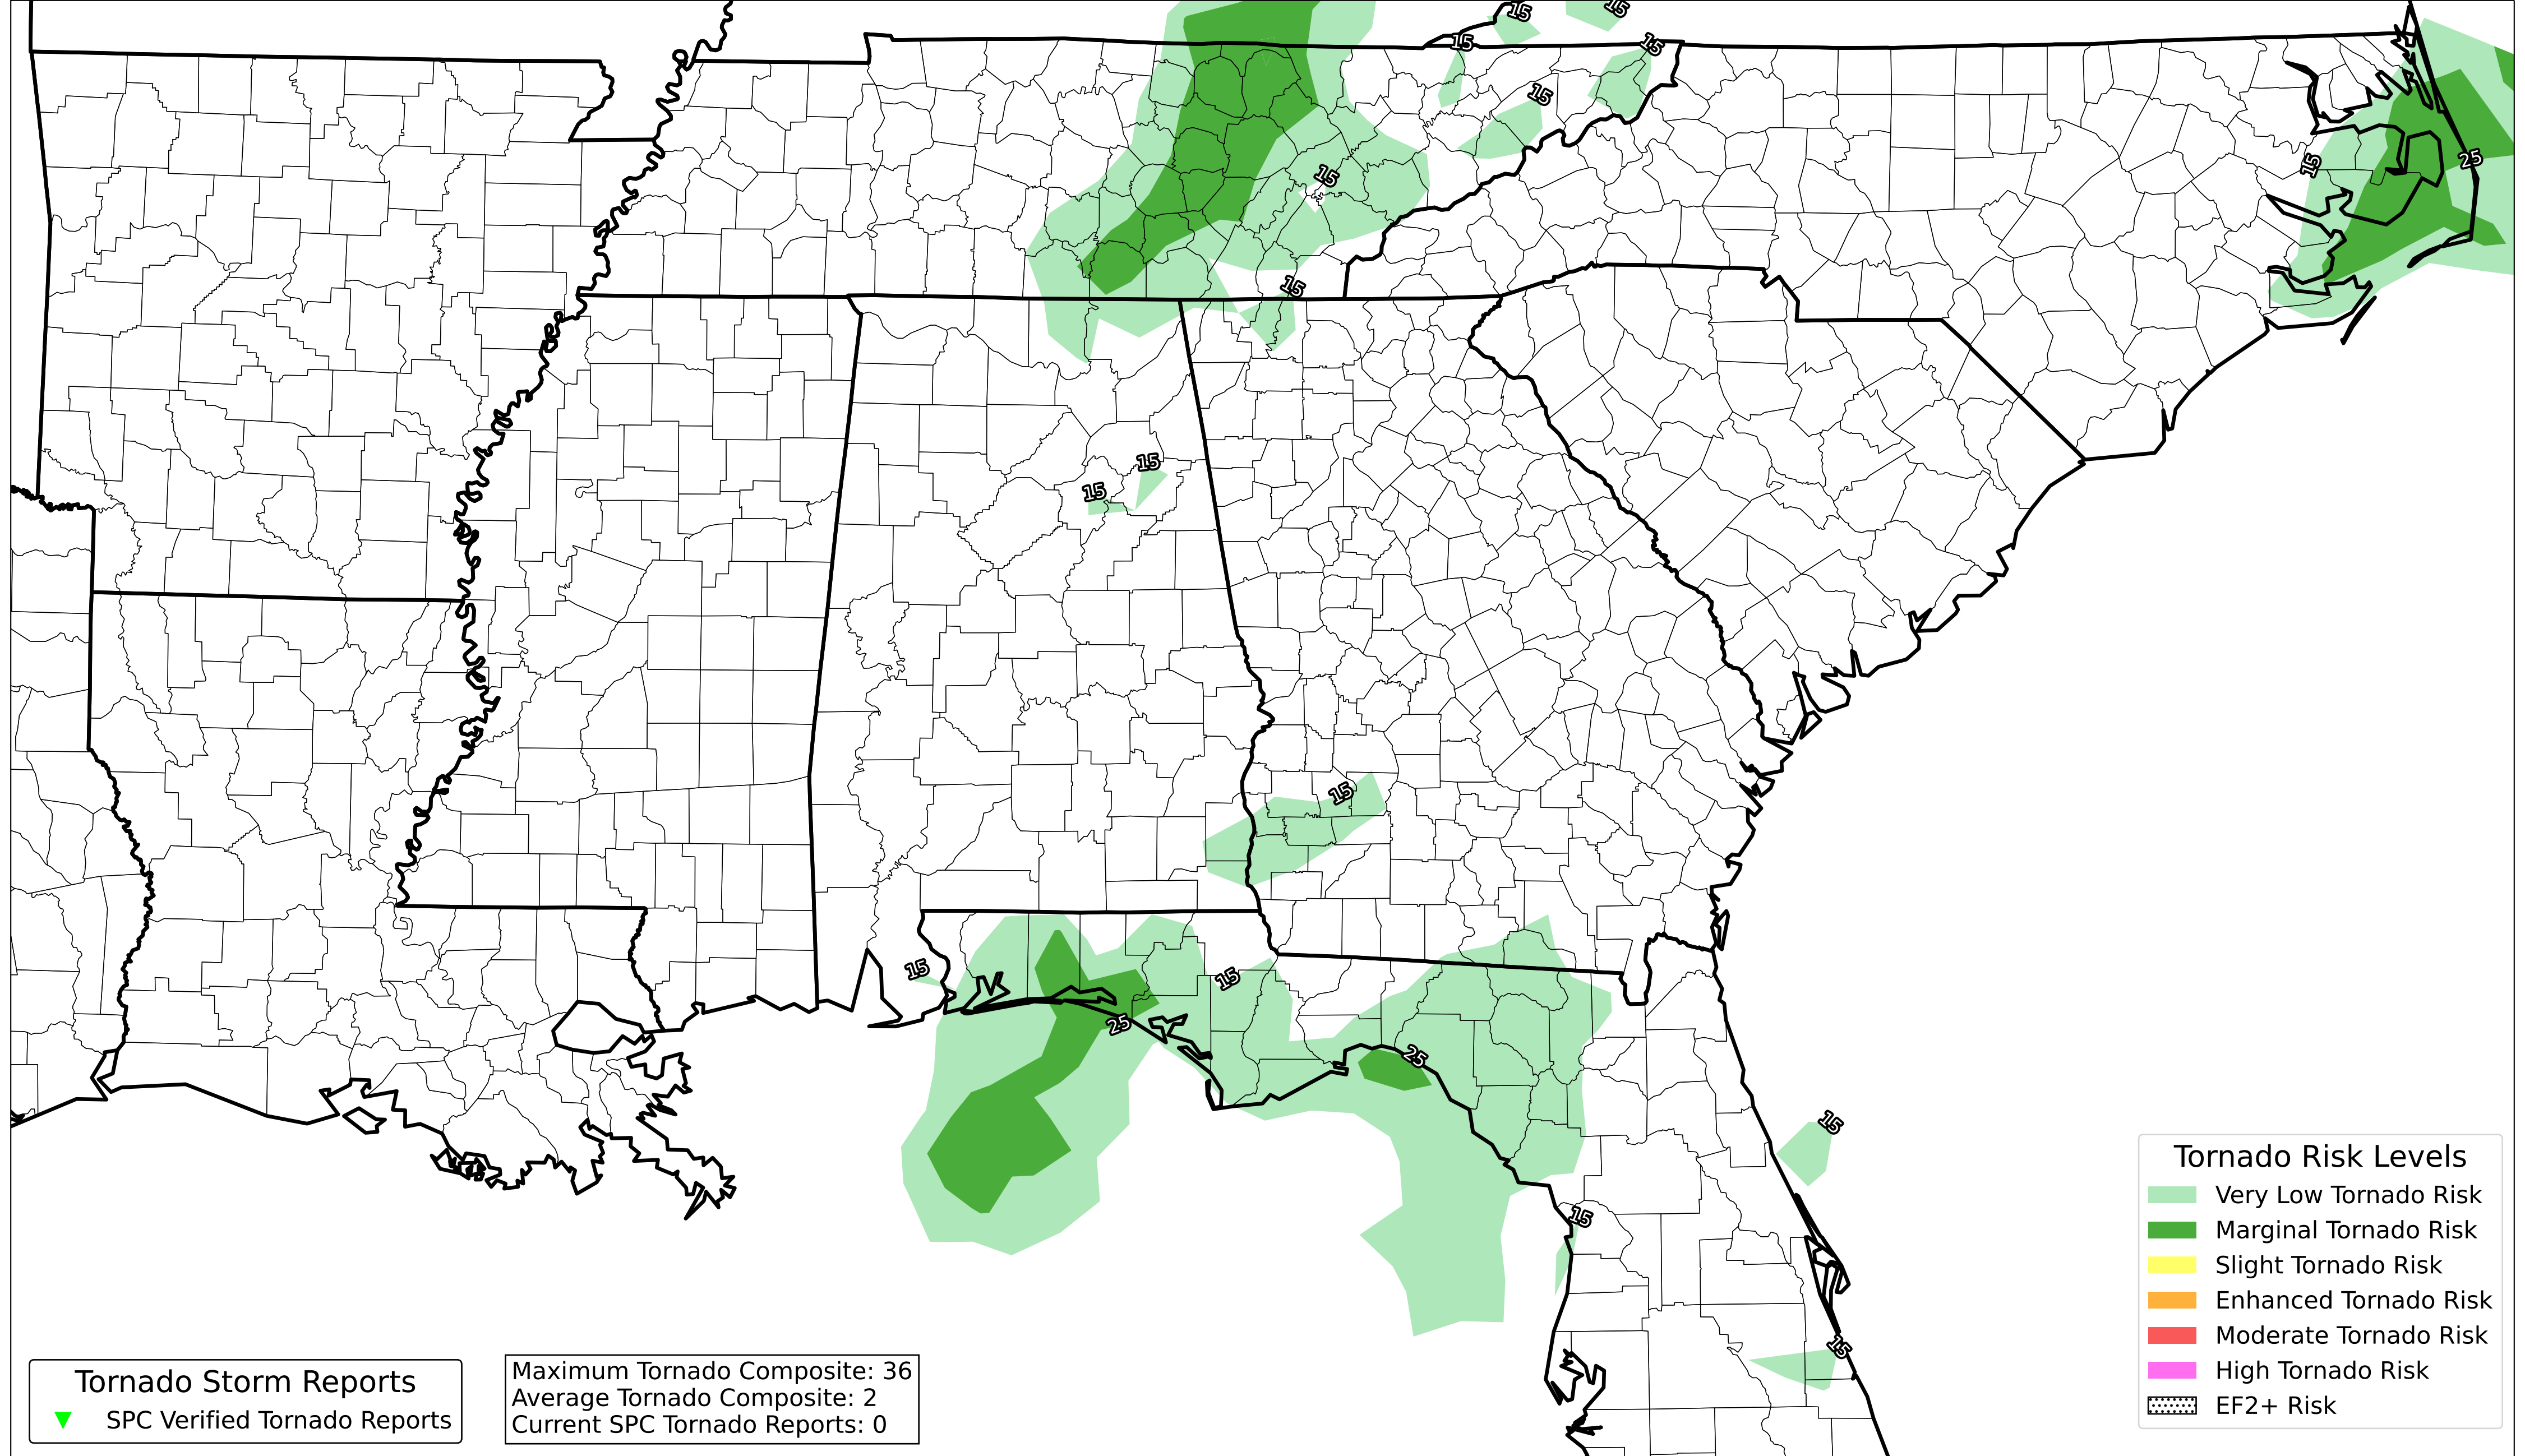 15
15
15
15
15
25
15
15
15
15
15
15
15
15
25
25
15
15
15
Tornado Risk Levels
Very Low Tornado Risk
Marginal Tornado Risk
Slight Tornado Risk
Enhanced Tornado Risk
Moderate Tornado Risk
High Tornado Risk
EF2+ Risk
Tornado Storm Reports
SPC Verified Tornado Reports
Maximum Tornado Composite: 36
Average Tornado Composite: 2
Current SPC Tornado Reports: 0